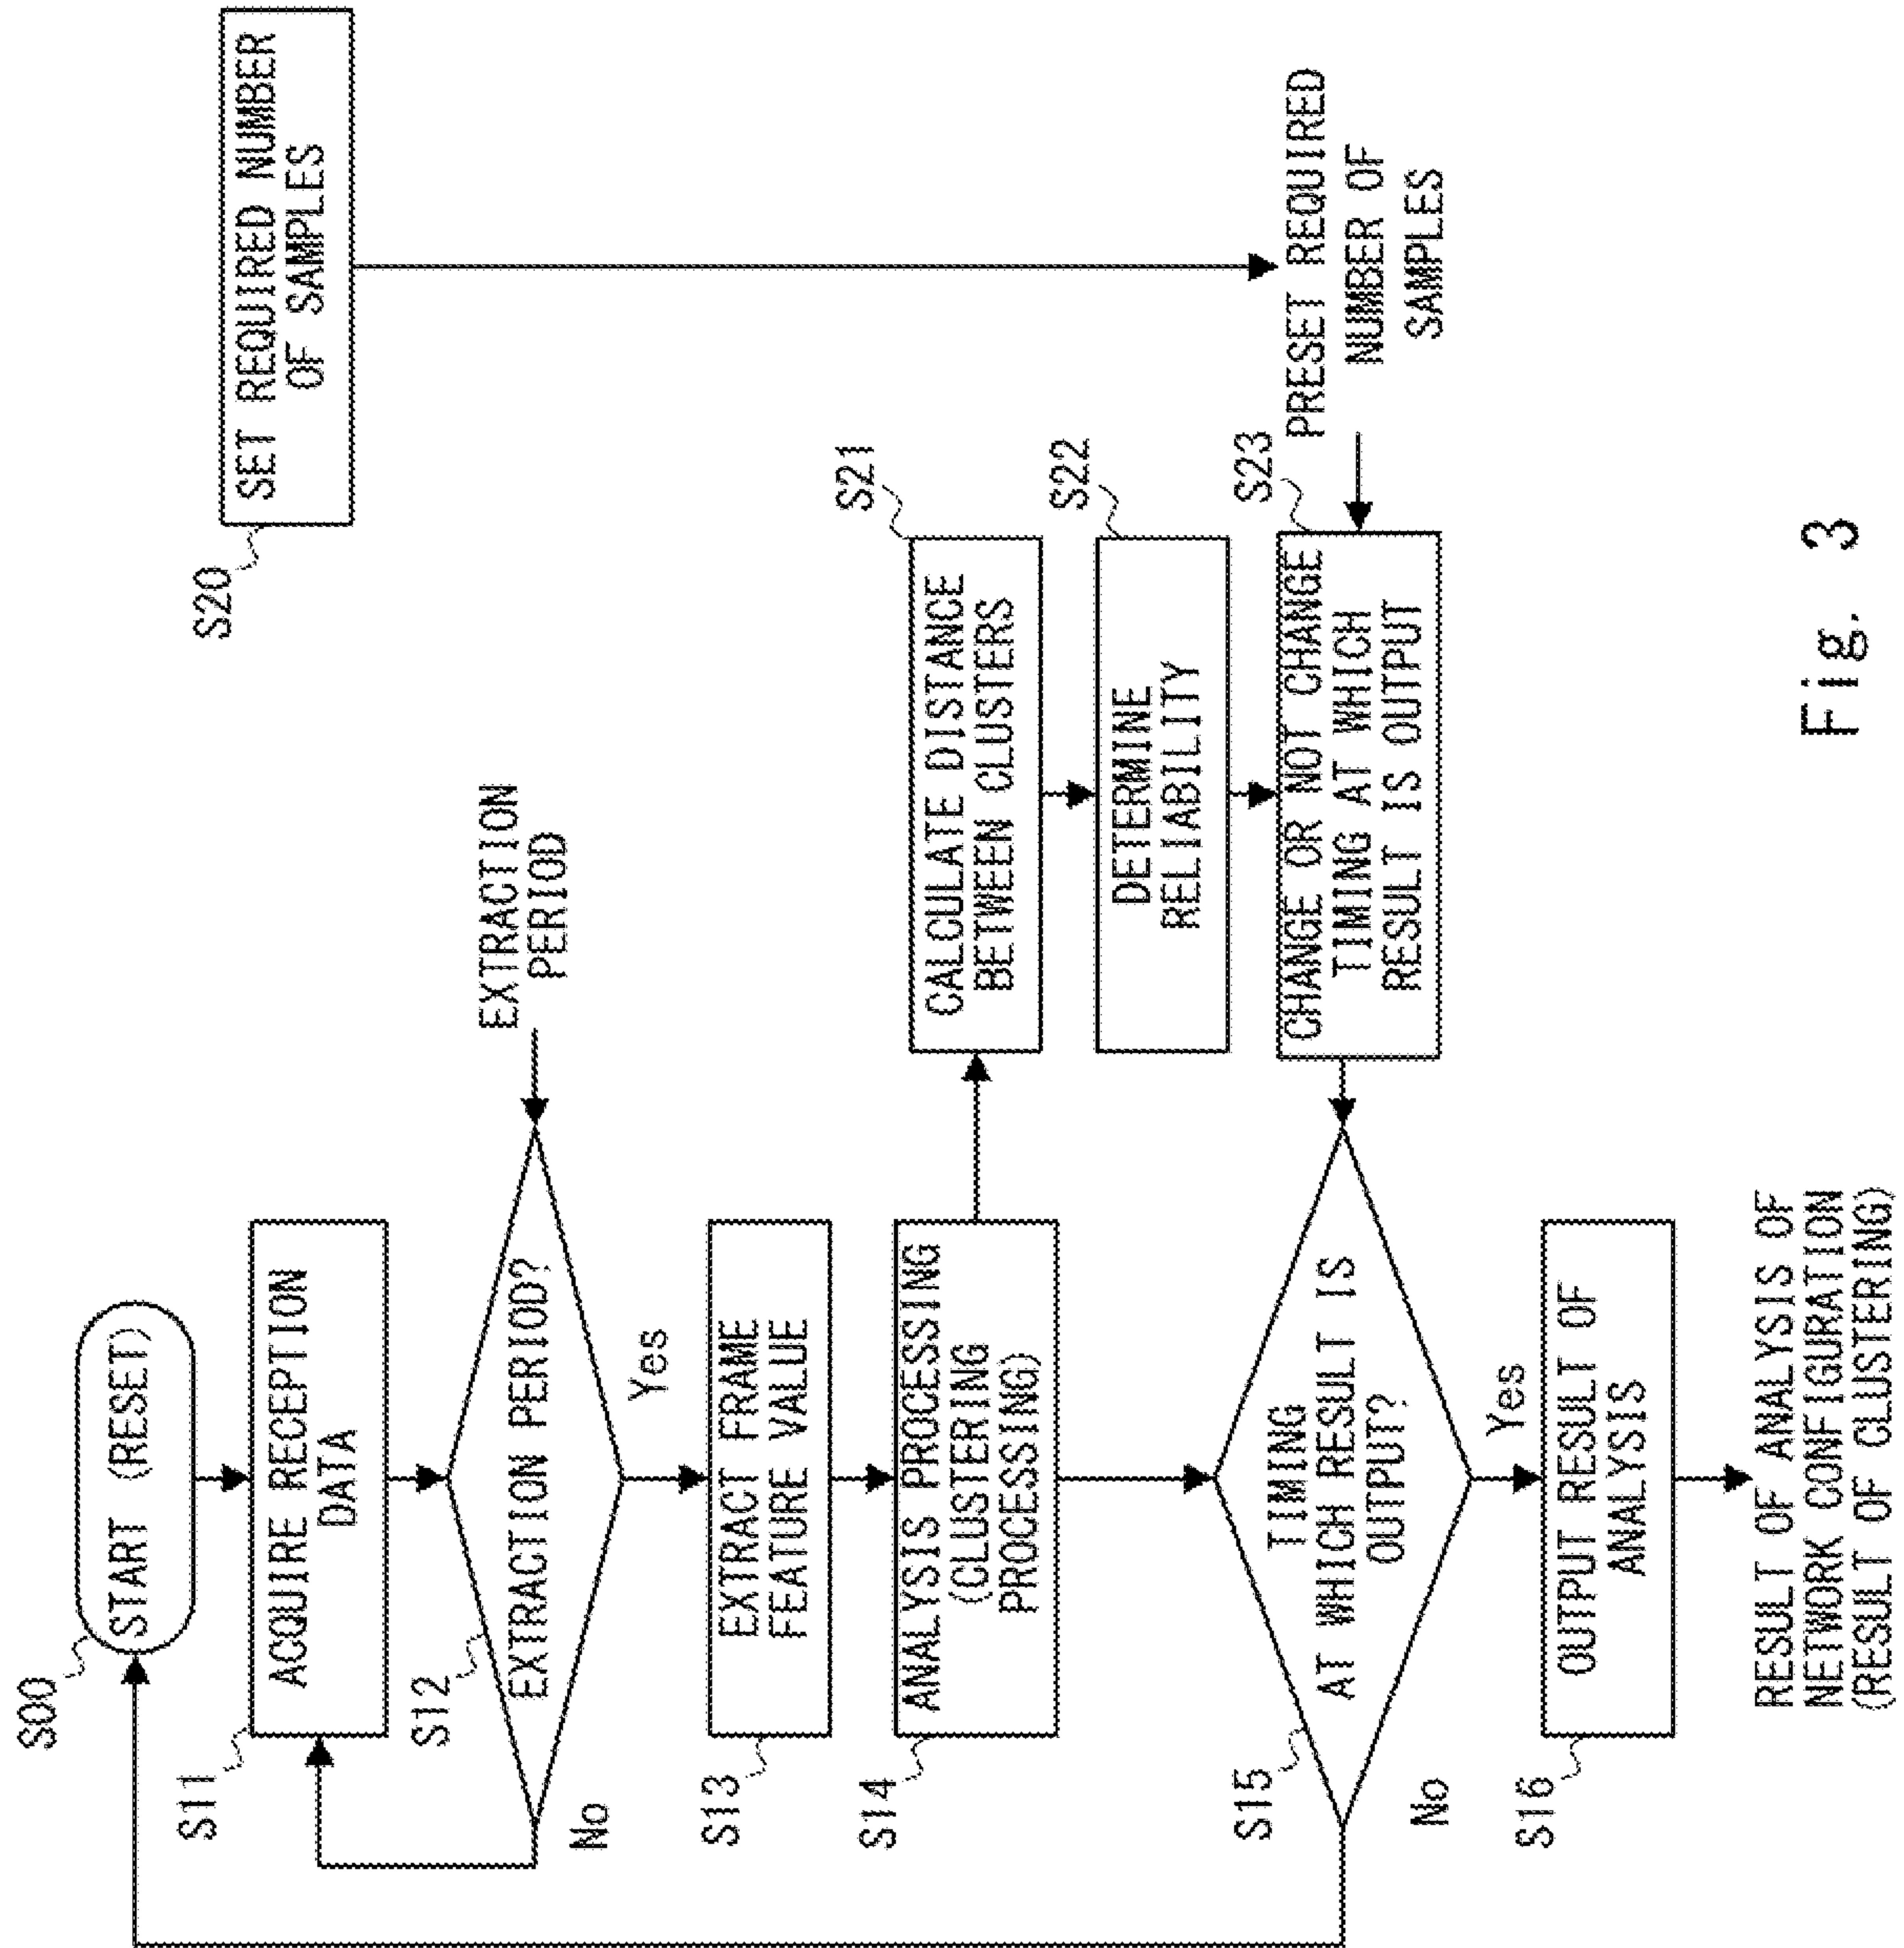 S00
START (RESET)
S11
ACQUIRE RECEPTION
DATA
S12
EXTRACTION PERIOD?
EXTRACTION
PERIOD
No
Yes
S13
EXTRACT FRAME
FEATURE VALUE
S14
ANALYSIS PROCESSING
(CLUSTERING
PROCESSING)
S15
TIMING
AT WHICH RESULT IS
OUTPUT?
No
Yes
S16
OUTPUT RESULT OF
ANALYSIS
RESULT OF ANALYSIS OF
NETWORK CONFIGURATION
(RESULT OF CLUSTERING)
S20
SET REQUIRED NUMBER
OF SAMPLES
S21
CALCULATE DISTANCE
BETWEEN CLUSTERS
S22
DETERMINE
RELIABILITY
S23
CHANGE OR NOT CHANGE
TIMING AT WHICH
RESULT IS OUTPUT
PRESET REQUIRED
NUMBER OF
SAMPLES
Fig. 3